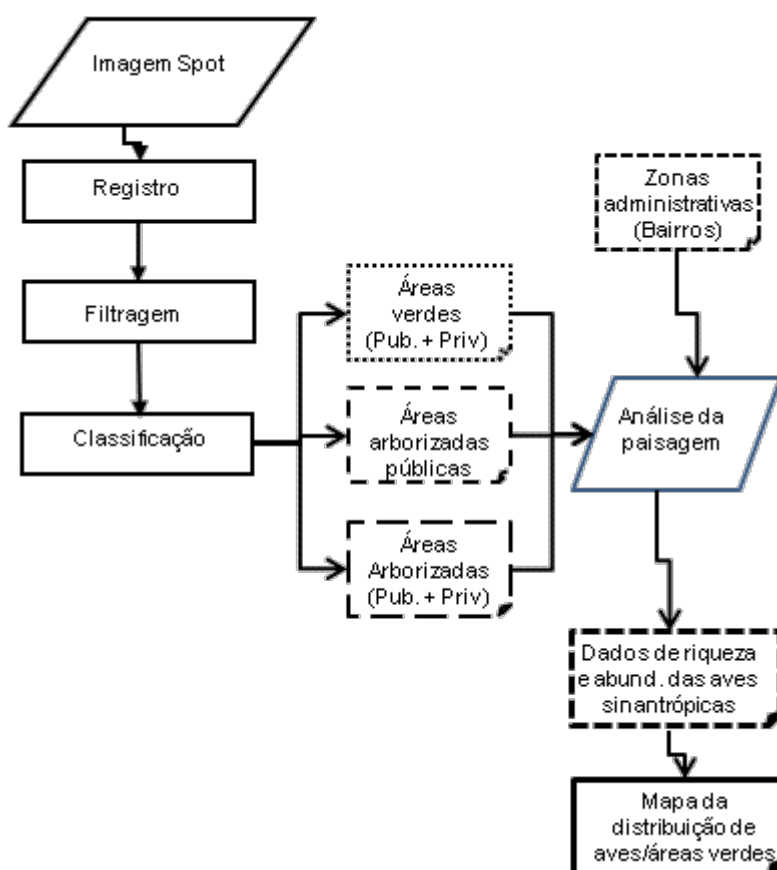 Imagem Spot
Registro
Filtragem
Classificação
Áreas
verdes
(Pub. + Priv)
Áreas
arborizadas
públicas
Áreas
Arborizadas
(Pub. + Priv)
Zonas
administrativas
(Bairros)
Análise da
paisagem
Dados de riqueza
e abund. das aves
sinantrópicas
Mapa da
distribuição de
aves/áreas verdes